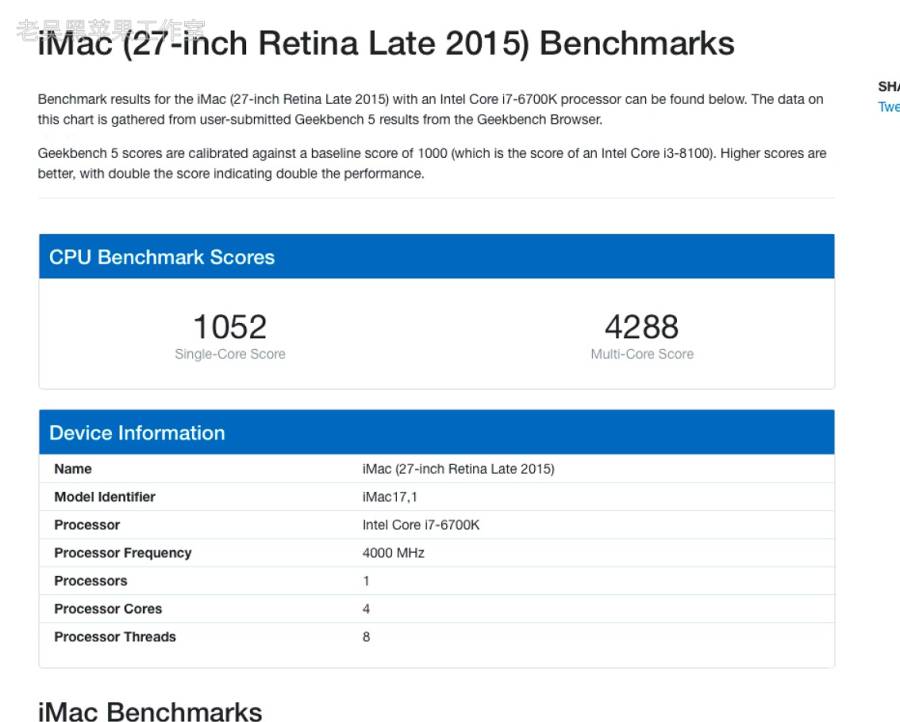 老吴黑苹果工作室
iMac (27-inch Retina Late 2015) Benchmarks
SHA
Benchmark results for the iMac (27-inch Retina Late 2015) with an Intel Core i7-6700K processor can be found below. The data on
Twe
this chart is gathered from user-submitted Geekbench 5 results from the Geekbench Browser.
Geekbench 5 scores are calibrated against a baseline score of 1000 (which is the score of an Intel Core i3-8100). Higher scores are
better, with double the score indicating double the performance.
CPU Benchmark Scores
1052 4288
Single-Core Score Multi-Core Score
Device Information
Name iMac (27-inch Retina Late 2015)
Model Identifier iMac17,1
Processor Intel Core i7-6700K
Processor Frequency 4000 MHz
Processors 1
Processor Cores 4
Processor Threads 8
iMac Benchmarks